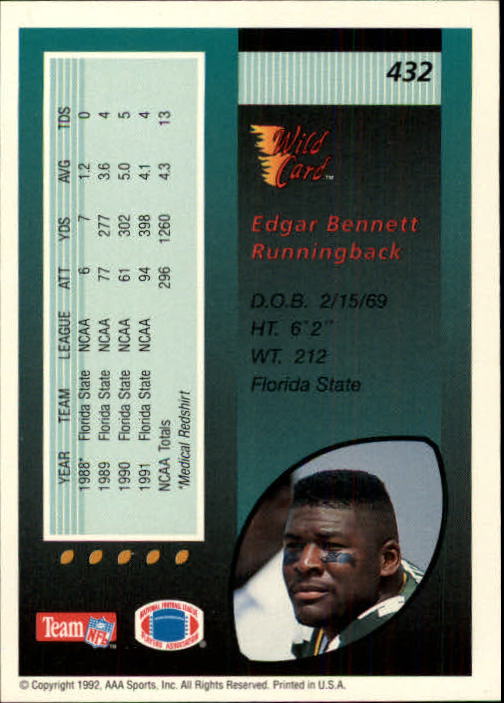 432
Wild
Card™
Edgar Bennett
Runningback
D.O.B. 2/15/69
HT. 6'2"
WT. 212
Florida State
YEAR TEAM LEAGUE ATT YDS AVG TDS
1988* Florida State NCAA 6 7 1.2 0
1989 Florida State NCAA 77 277 3.6 4
1990 Florida State NCAA 61 302 5.0 5
1991 Florida State NCAA 94 398 4.1 4
NCAA Totals 296 1260 4.3 13
*Medical Redshirt
Team NFL™
NATIONAL FOOTBALL LEAGUE
PLAYERS ASSOCIATION
®
© Copyright 1992, AAA Sports, Inc. All Rights Reserved. Printed in U.S.A.